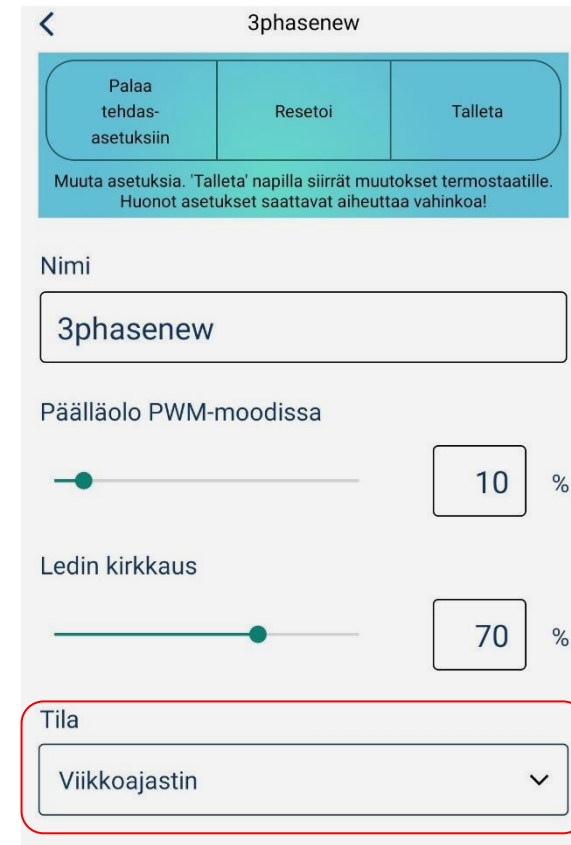 3phasenew
Palaa
tehdas-
asetuksiin
Resetoi
Talleta
Muuta asetuksia. 'Talleta' napilla siirrät muutokset termostaatille.
Huonot asetukset saattavat aiheuttaa vahinkoa!
Nimi
3phasenew
Päälläolo PWM-moodissa
10 %
Ledin kirkkaus
70 %
Tila
Viikkoajastin